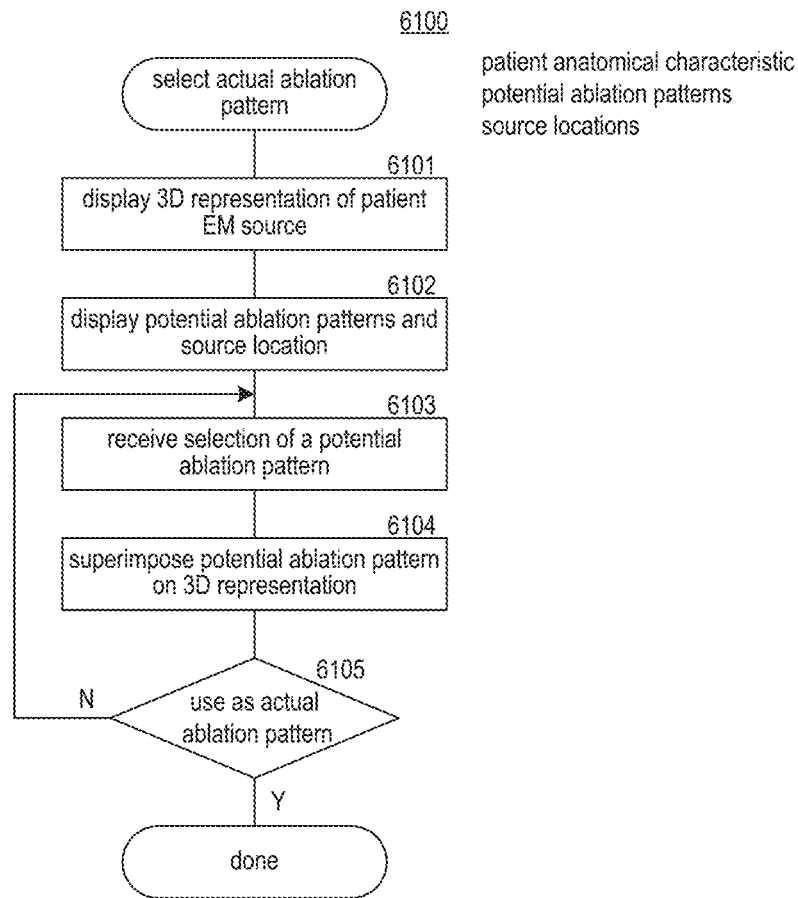 6100
select actual ablation
pattern
patient anatomical characteristic
potential ablation patterns
source locations
6101
display 3D representation of patient
EM source
6102
display potential ablation patterns and
source location
6103
receive selection of a potential
ablation pattern
6104
superimpose potential ablation pattern
on 3D representation
6105
N
use as actual
ablation pattern
Y
done